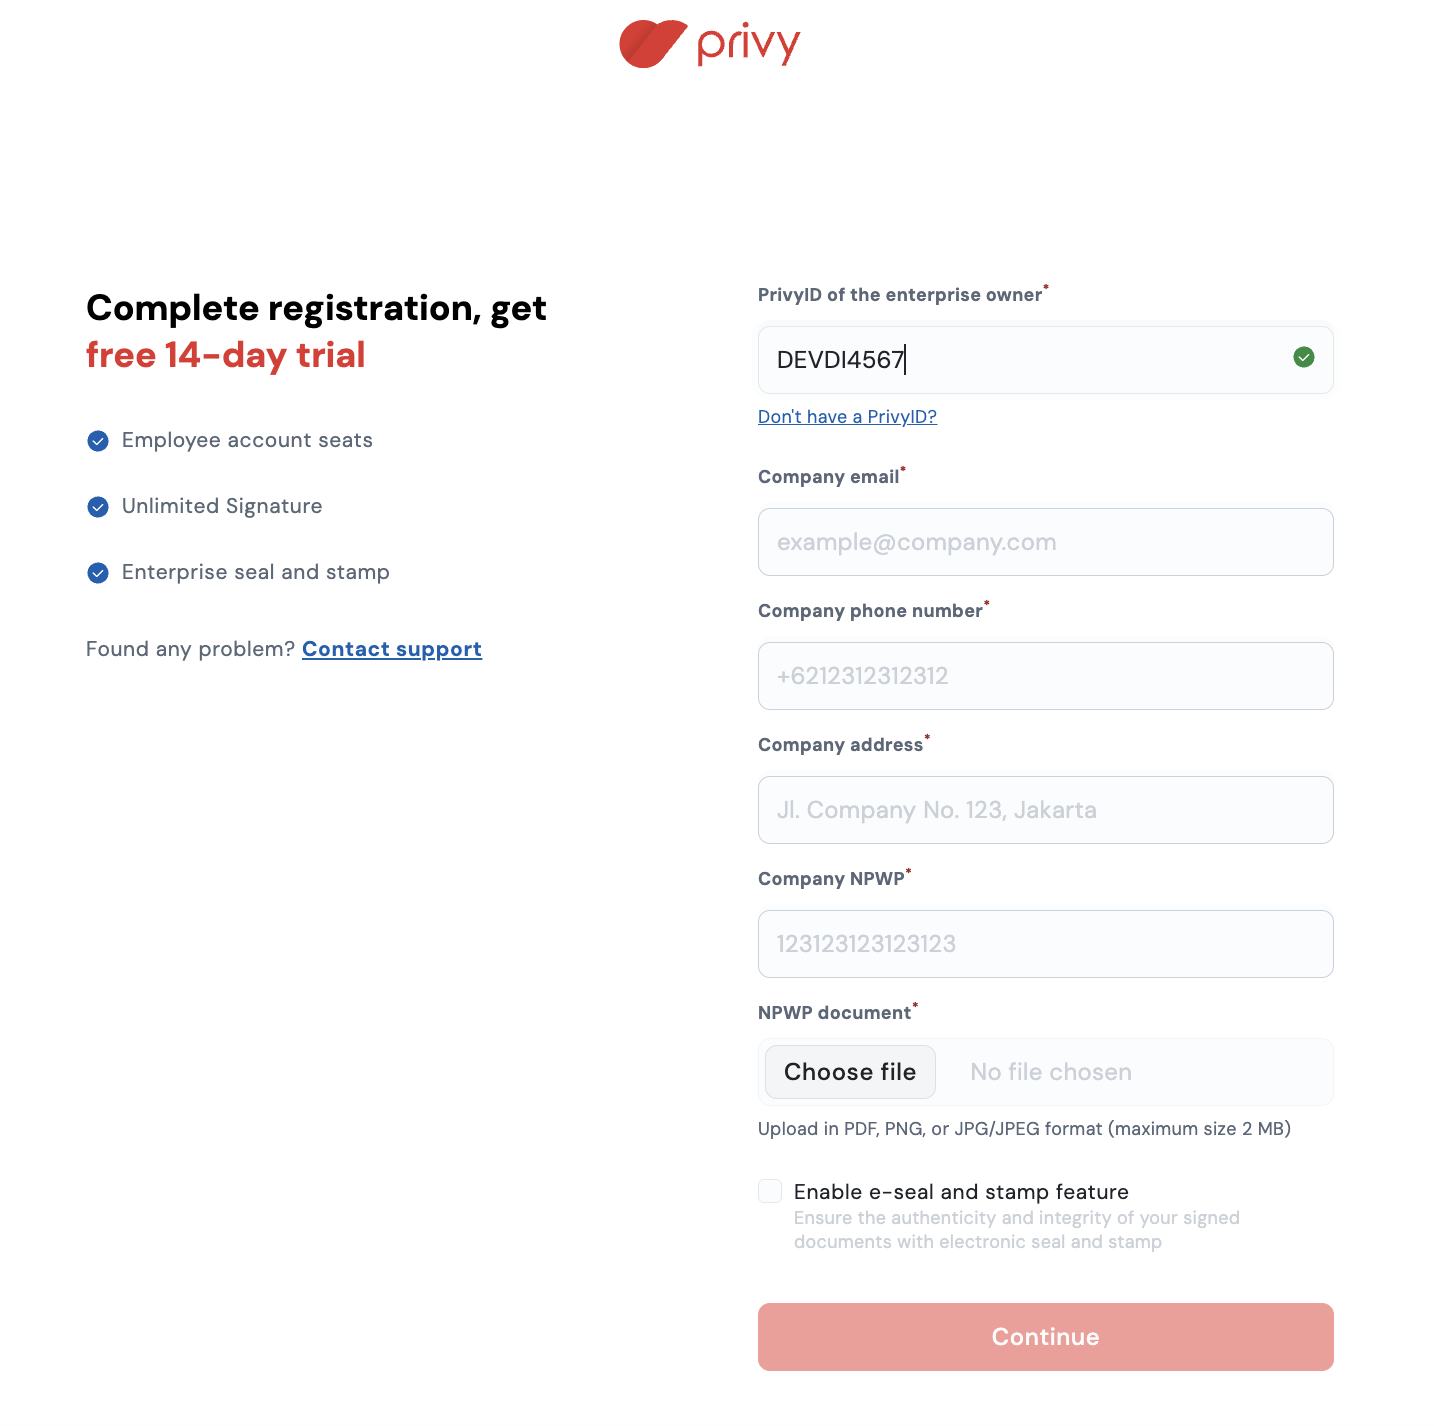 privy
Complete registration, get
free 14-day trial
Employee account seats
Unlimited Signature
Enterprise seal and stamp
Found any problem? Contact support
PrivyID of the enterprise owner*
DEVDI4567
Don't have a PrivyID?
Company email*
example@company.com
Company phone number*
+6212312312312
Company address*
Jl. Company No. 123, Jakarta
Company NPWP*
123123123123123
NPWP document*
Choose file No file chosen
Upload in PDF, PNG, or JPG/JPEG format (maximum size 2 MB)
Enable e-seal and stamp feature
Ensure the authenticity and integrity of your signed
documents with electronic seal and stamp
Continue